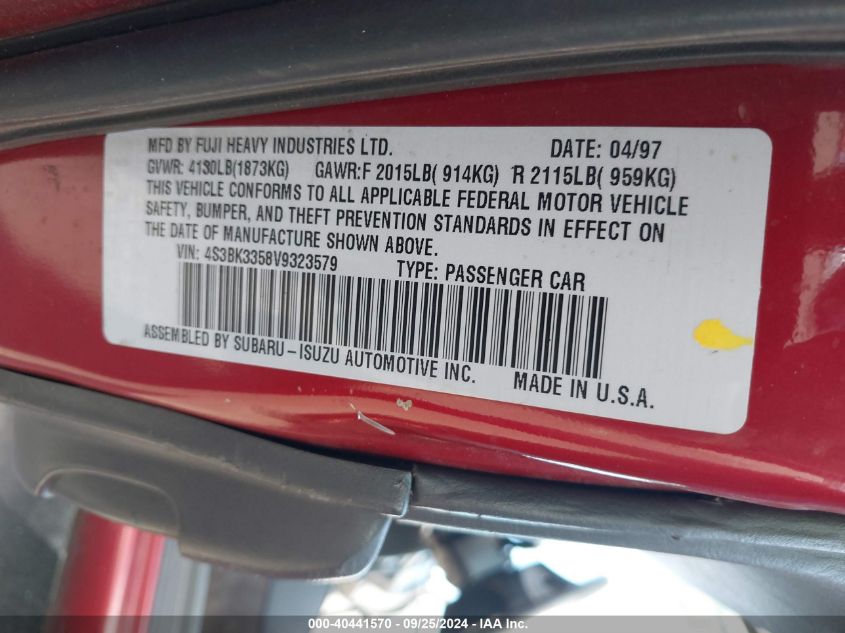 MFD BY FUJI HEAVY INDUSTRIES LTD. DATE: 04/97
GVWR: 4130LB(1873KG) GAWR:F 2015LB( 914KG) R 2115LB( 959KG)
THIS VEHICLE CONFORMS TO ALL APPLICABLE FEDERAL MOTOR VEHICLE
SAFETY, BUMPER, AND THEFT PREVENTION STANDARDS IN EFFECT ON
THE DATE OF MANUFACTURE SHOWN ABOVE.
VIN: 4S3BK3358V9323579 TYPE: PASSENGER CAR
ASSEMBLED BY SUBARU-ISUZU AUTOMOTIVE INC. MADE IN U.S.A.
000-40441570 - 09/25/2024 - IAA Inc.